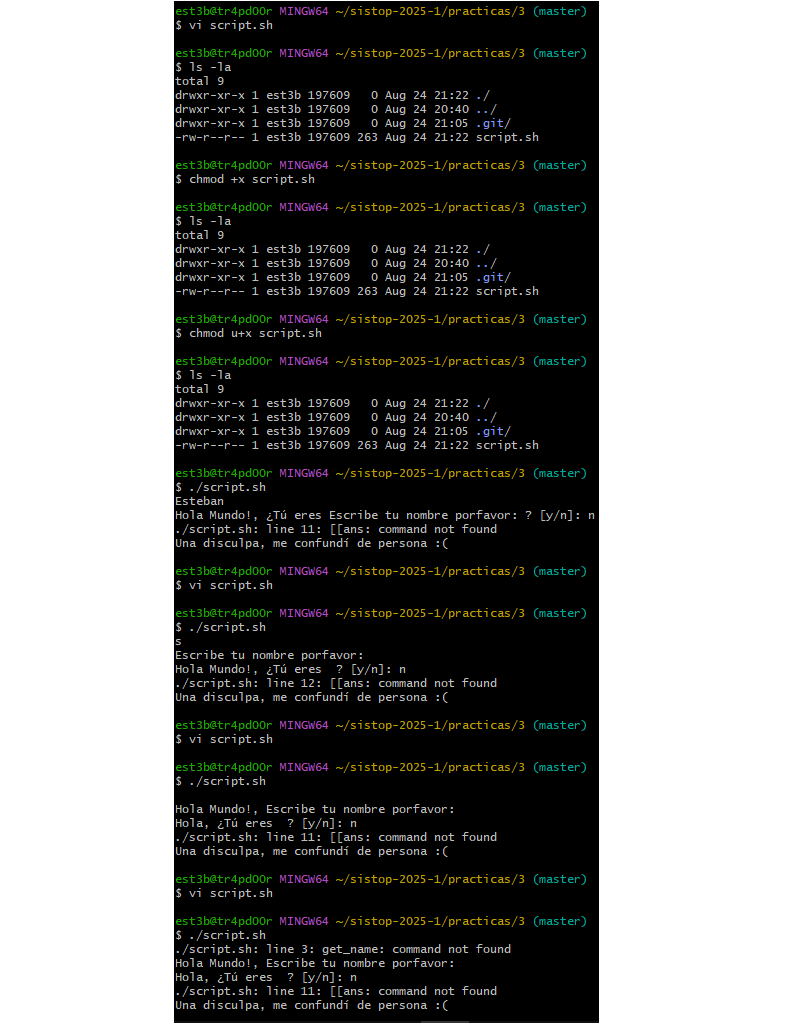 est3b@tr4pd00r MINGW64 ~/sistop-2025-1/practicas/3 (master)
$ vi script.sh
est3b@tr4pd00r MINGW64 ~/sistop-2025-1/practicas/3 (master)
$ ls -la
total 9
drwxr-xr-x 1 est3b 197609   0 Aug 24 21:22 ./
drwxr-xr-x 1 est3b 197609   0 Aug 24 20:40 ../
drwxr-xr-x 1 est3b 197609   0 Aug 24 21:05 .git/
-rw-r--r-- 1 est3b 197609 263 Aug 24 21:22 script.sh
est3b@tr4pd00r MINGW64 ~/sistop-2025-1/practicas/3 (master)
$ chmod +x script.sh
est3b@tr4pd00r MINGW64 ~/sistop-2025-1/practicas/3 (master)
$ ls -la
total 9
drwxr-xr-x 1 est3b 197609   0 Aug 24 21:22 ./
drwxr-xr-x 1 est3b 197609   0 Aug 24 20:40 ../
drwxr-xr-x 1 est3b 197609   0 Aug 24 21:05 .git/
-rw-r--r-- 1 est3b 197609 263 Aug 24 21:22 script.sh
est3b@tr4pd00r MINGW64 ~/sistop-2025-1/practicas/3 (master)
$ chmod u+x script.sh
est3b@tr4pd00r MINGW64 ~/sistop-2025-1/practicas/3 (master)
$ ls -la
total 9
drwxr-xr-x 1 est3b 197609   0 Aug 24 21:22 ./
drwxr-xr-x 1 est3b 197609   0 Aug 24 20:40 ../
drwxr-xr-x 1 est3b 197609   0 Aug 24 21:05 .git/
-rw-r--r-- 1 est3b 197609 263 Aug 24 21:22 script.sh
est3b@tr4pd00r MINGW64 ~/sistop-2025-1/practicas/3 (master)
$ ./script.sh
Esteban
Hola Mundo!, ¿Tú eres Escribe tu nombre porfavor: ? [y/n]: n
./script.sh: line 11: [[ans: command not found
Una disculpa, me confundí de persona :(
est3b@tr4pd00r MINGW64 ~/sistop-2025-1/practicas/3 (master)
$ vi script.sh
est3b@tr4pd00r MINGW64 ~/sistop-2025-1/practicas/3 (master)
$ ./script.sh
s
Escribe tu nombre porfavor:
Hola Mundo!, ¿Tú eres  ? [y/n]: n
./script.sh: line 12: [[ans: command not found
Una disculpa, me confundí de persona :(
est3b@tr4pd00r MINGW64 ~/sistop-2025-1/practicas/3 (master)
$ vi script.sh
est3b@tr4pd00r MINGW64 ~/sistop-2025-1/practicas/3 (master)
$ ./script.sh
Hola Mundo!, Escribe tu nombre porfavor:
Hola, ¿Tú eres  ? [y/n]: n
./script.sh: line 11: [[ans: command not found
Una disculpa, me confundí de persona :(
est3b@tr4pd00r MINGW64 ~/sistop-2025-1/practicas/3 (master)
$ vi script.sh
est3b@tr4pd00r MINGW64 ~/sistop-2025-1/practicas/3 (master)
$ ./script.sh
./script.sh: line 3: get_name: command not found
Hola Mundo!, Escribe tu nombre porfavor:
Hola, ¿Tú eres  ? [y/n]: n
./script.sh: line 11: [[ans: command not found
Una disculpa, me confundí de persona :(